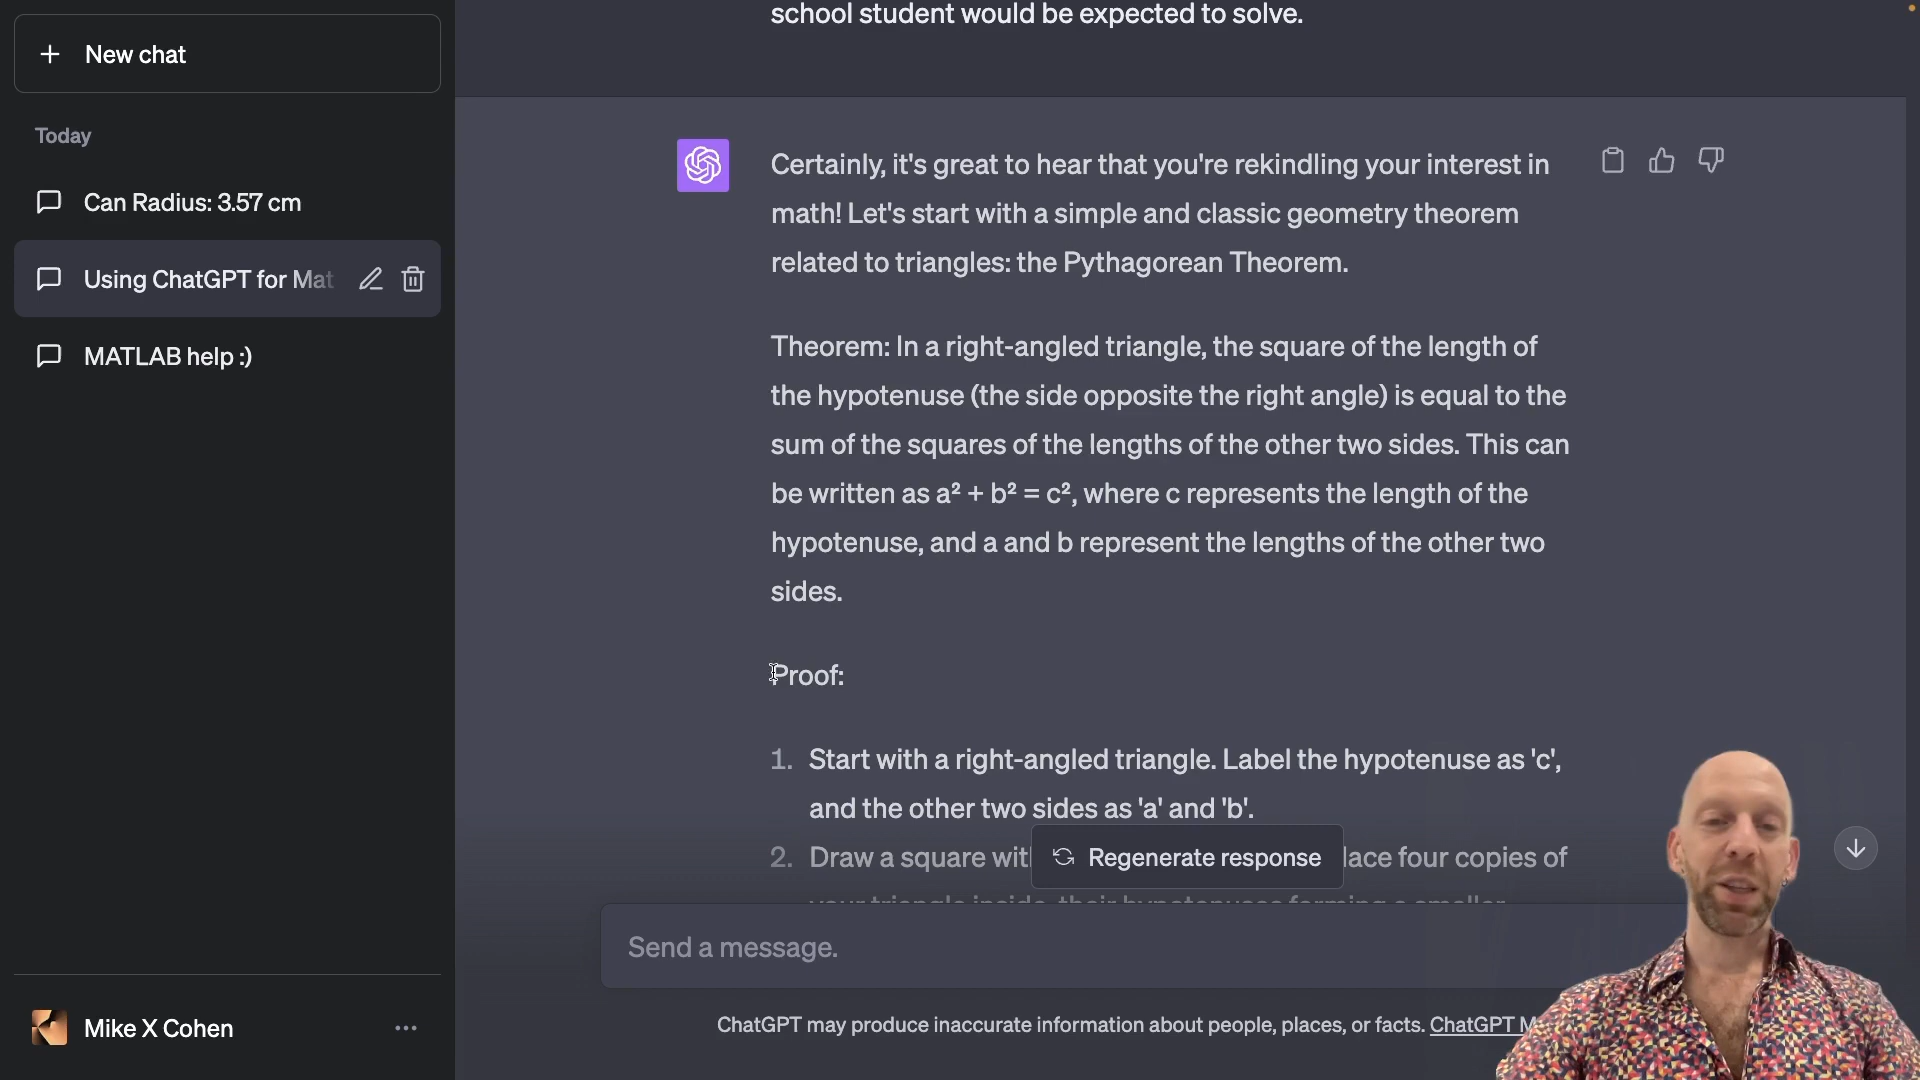 school student would be expected to solve.
New chat
Today
Can Radius: 3.57 cm
Using ChatGPT for Mat
MATLAB help :)
Certainly, it's great to hear that you're rekindling your interest in
math! Let's start with a simple and classic geometry theorem
related to triangles: the Pythagorean Theorem.
Theorem: In a right-angled triangle, the square of the length of
the hypotenuse (the side opposite the right angle) is equal to the
sum of the squares of the lengths of the other two sides. This can
be written as a² + b² = c², where c represents the length of the
hypotenuse, and a and b represent the lengths of the other two
sides.
Proof:
1. Start with a right-angled triangle. Label the hypotenuse as 'c',
and the other two sides as 'a' and 'b'.
2. Draw a square wit lace four copies of
Regenerate response
your triangle inside, their hypotenuses forming a smaller
Send a message.
Mike X Cohen
ChatGPT may produce inaccurate information about people, places, or facts. ChatGPT M